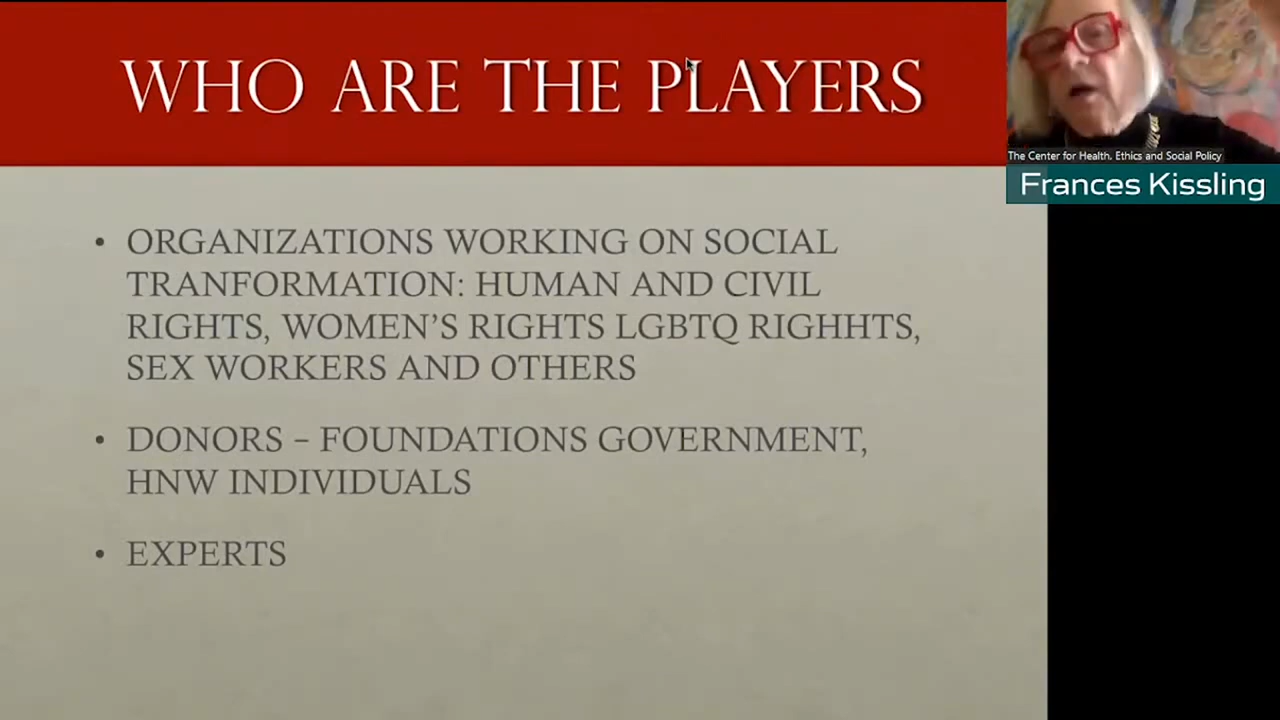 WHO ARE THE PLAYERS
The Center for Health, Ethics and Social Policy
Frances Kissling
• ORGANIZATIONS WORKING ON SOCIAL
TRANFORMATION: HUMAN AND CIVIL
RIGHTS, WOMEN’S RIGHTS LGBTQ RIGHHTS,
SEX WORKERS AND OTHERS
• DONORS – FOUNDATIONS GOVERNMENT,
HNW INDIVIDUALS
• EXPERTS